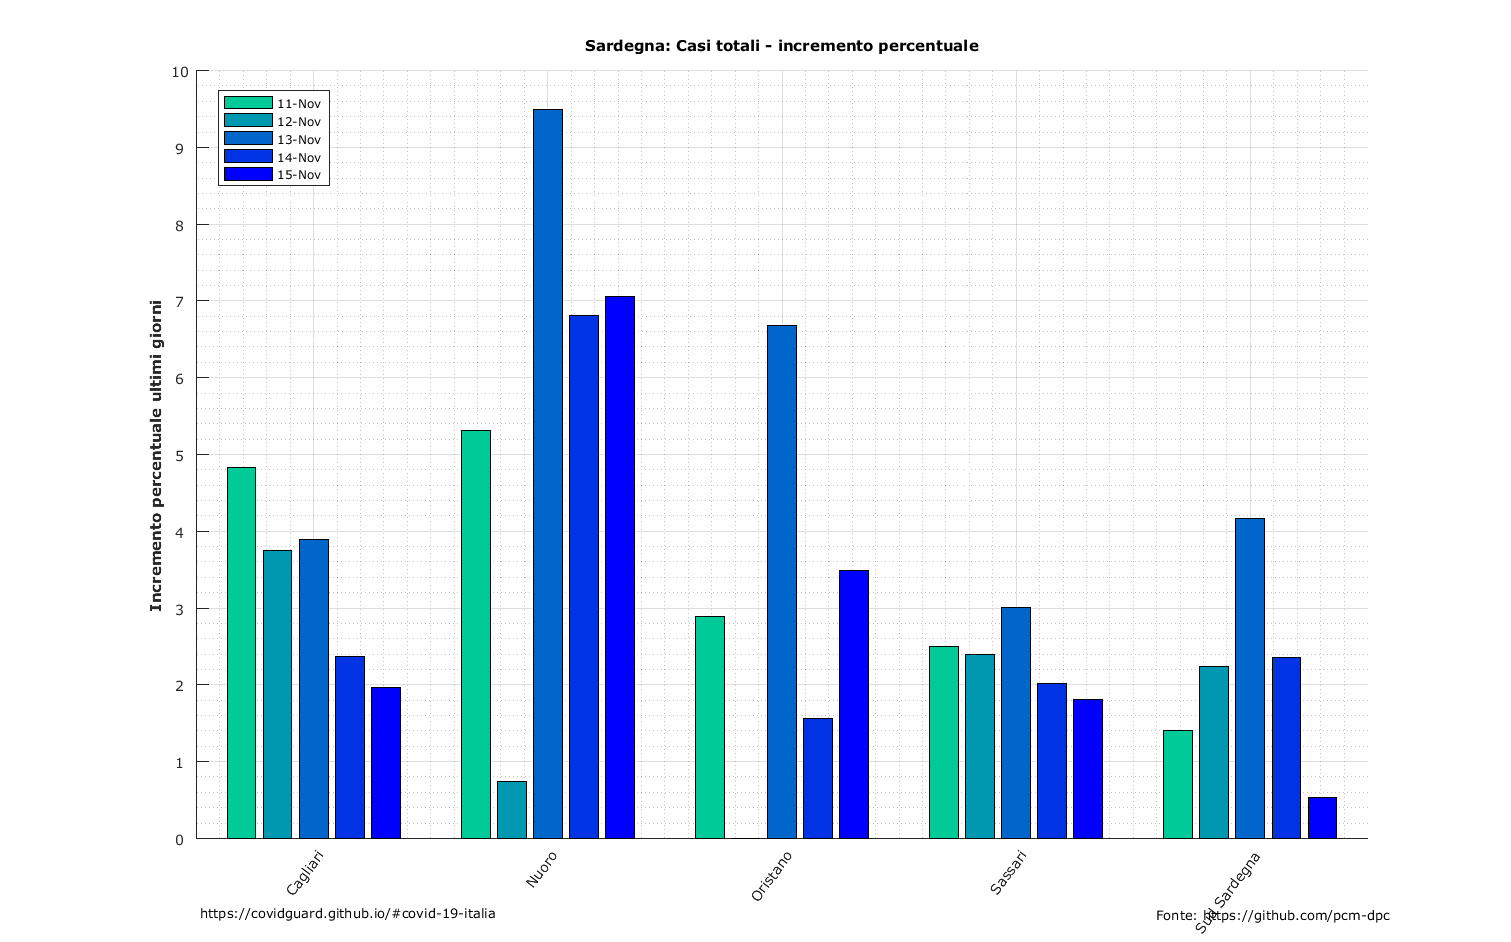 Sardegna: Casi totali - incremento percentuale
10
9
8
7
6
5
4
3
2
1
0
11-Nov
12-Nov
13-Nov
14-Nov
15-Nov
Incremento percentuale ultimi giorni
Cagliari
Nuoro
Oristano
Sassari
Sud Sardegna
https://covidguard.github.io/#covid-19-italia
Fonte: https://github.com/pcm-dpc